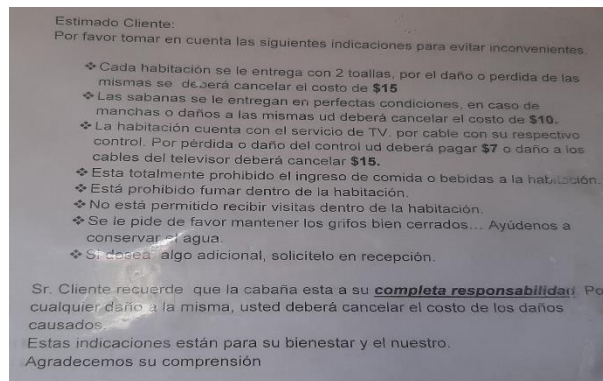 Estimado Cliente:
Por favor tomar en cuenta las siguientes indicaciones para evitar inconvenientes.
❖ Cada habitación se le entrega con 2 toallas, por el daño o perdida de las
mismas se deberá cancelar el costo de $15
❖ Las sabanas se le entregan en perfectas condiciones, en caso de
manchas o daños a las mismas ud deberá cancelar el costo de $10.
❖ La habitación cuenta con el servicio de TV. por cable con su respectivo
control. Por pérdida o daño del control ud deberá pagar $7 o daño a los
cables del televisor deberá cancelar $15.
❖ Esta totalmente prohibido el ingreso de comida o bebidas a la habitación.
❖ Está prohibido fumar dentro de la habitación.
❖ No está permitido recibir visitas dentro de la habitación.
❖ Se le pide de favor mantener los grifos bien cerrados... Ayúdenos a
conservar el agua.
❖ Si desea algo adicional, solicítelo en recepción.
Sr. Cliente recuerde que la cabaña esta a su completa responsabilidad. Po
cualquier daño a la misma, usted deberá cancelar el costo de los daños
causados.
Estas indicaciones están para su bienestar y el nuestro.
Agradecemos su comprensión